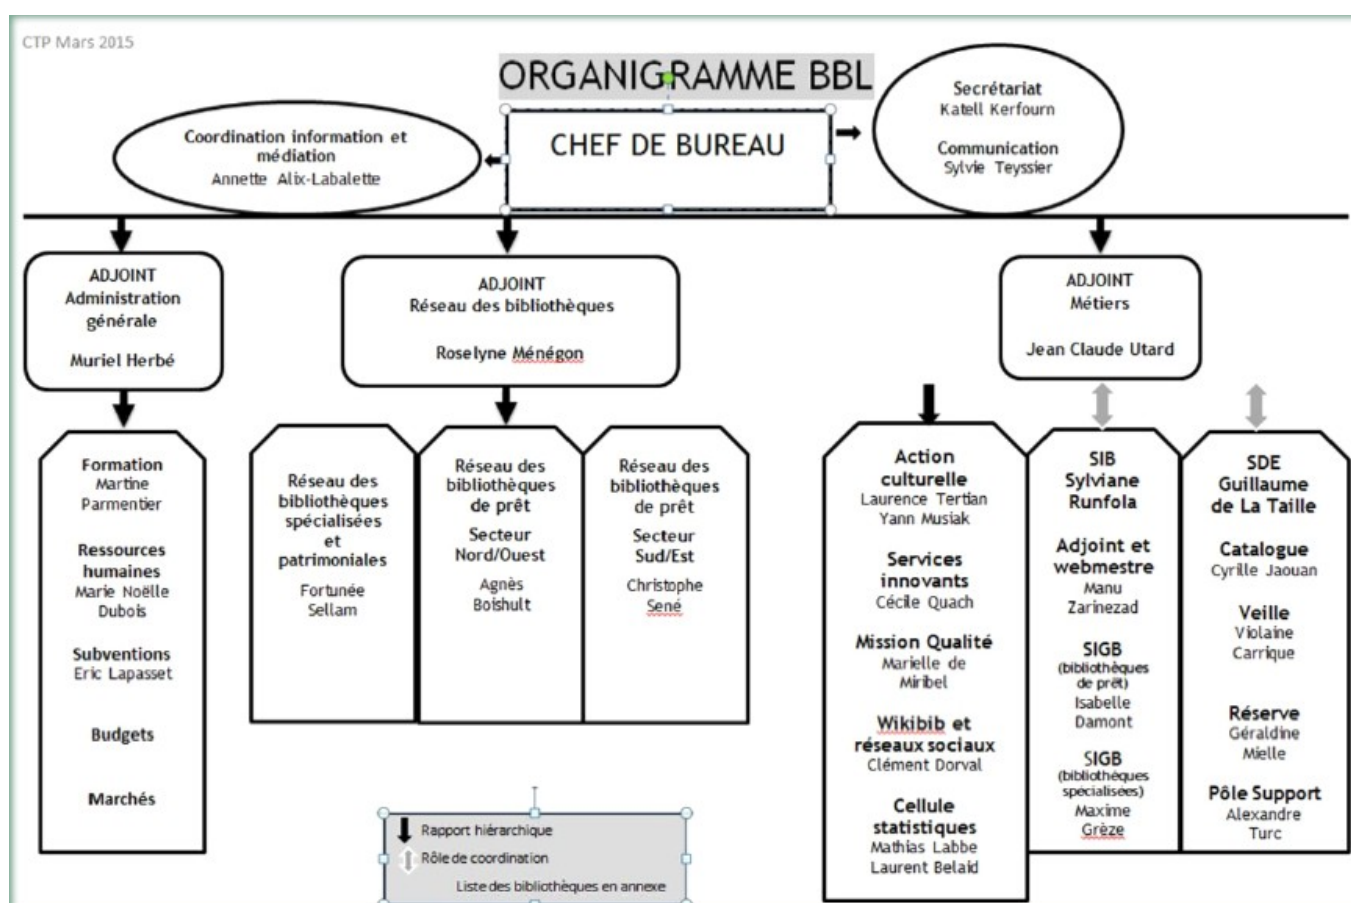 CTP Mars 2015
ORGANIGRAMME BBL
CHEF DE BUREAU
Coordination information et
médiation
Annette Alix-Labalette
Secrétariat
Katell Kerfourn
Communication
Sylvie Teyssier
ADJOINT
Administration
générale
Muriel Herbé
ADJOINT
Réseau des bibliothèques
Roselyne Ménégon
ADJOINT
Métiers
Jean Claude Utard
Formation
Martine
Parmentier
Ressources
humaines
Marie Noëlle
Dubois
Subventions
Eric Lapasset
Budgets
Marchés
Réseau des
bibliothèques
spécialisées
et
patrimoniales
Fortunée
Sellam
Réseau des
bibliothèques
de prêt
Secteur
Nord/Ouest
Agnès
Boishult
Réseau des
bibliothèques
de prêt
Secteur
Sud/Est
Christophe
Sené
Action
culturelle
Laurence Tertian
Yann Musiak
Services
innovants
Cécile Quach
Mission Qualité
Marielle de
Miribel
Wikibib et
réseaux sociaux
Clément Dorval
Cellule
statistiques
Mathias Labbe
Laurent Belaid
SIB
Sylviane
Runfola
Adjoint et
webmestre
Manu
Zarinezad
SIGB
(bibliothèques
de prêt)
Isabelle
Damont
SIGB
(bibliothèques
spécialisées)
Maxime
Grèze
SDE
Guillaume
de La Taille
Catalogue
Cyrille Jaouan
Veille
Violaine
Carrique
Réserve
Géraldine
Mielle
Pôle Support
Alexandre
Turc
Rapport hiérarchique
Rôle de coordination
Liste des bibliothèques en annexe